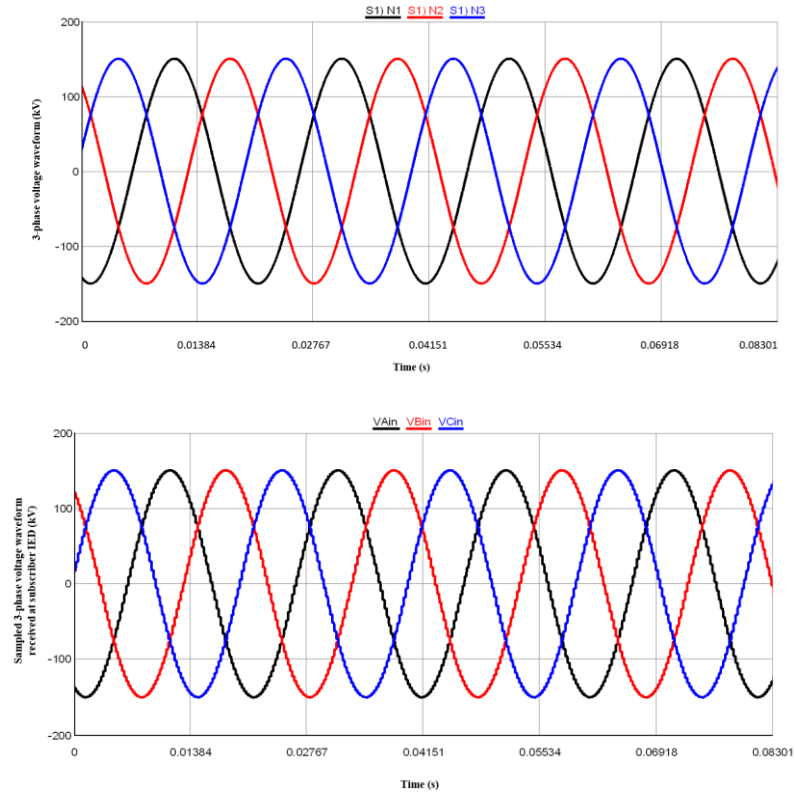 S1) N1 S1) N2 S1) N3
200
100
0
-100
-200
3-phase voltage waveform (kV)
0 0.01384 0.02767 0.04151 0.05534 0.06918 0.08301
Time (s)
VAin VBin VCin
200
100
0
-100
-200
Sampled 3-phase voltage waveform
received at subscriber IED (kV)
0 0.01384 0.02767 0.04151 0.05534 0.06918 0.08301
Time (s)